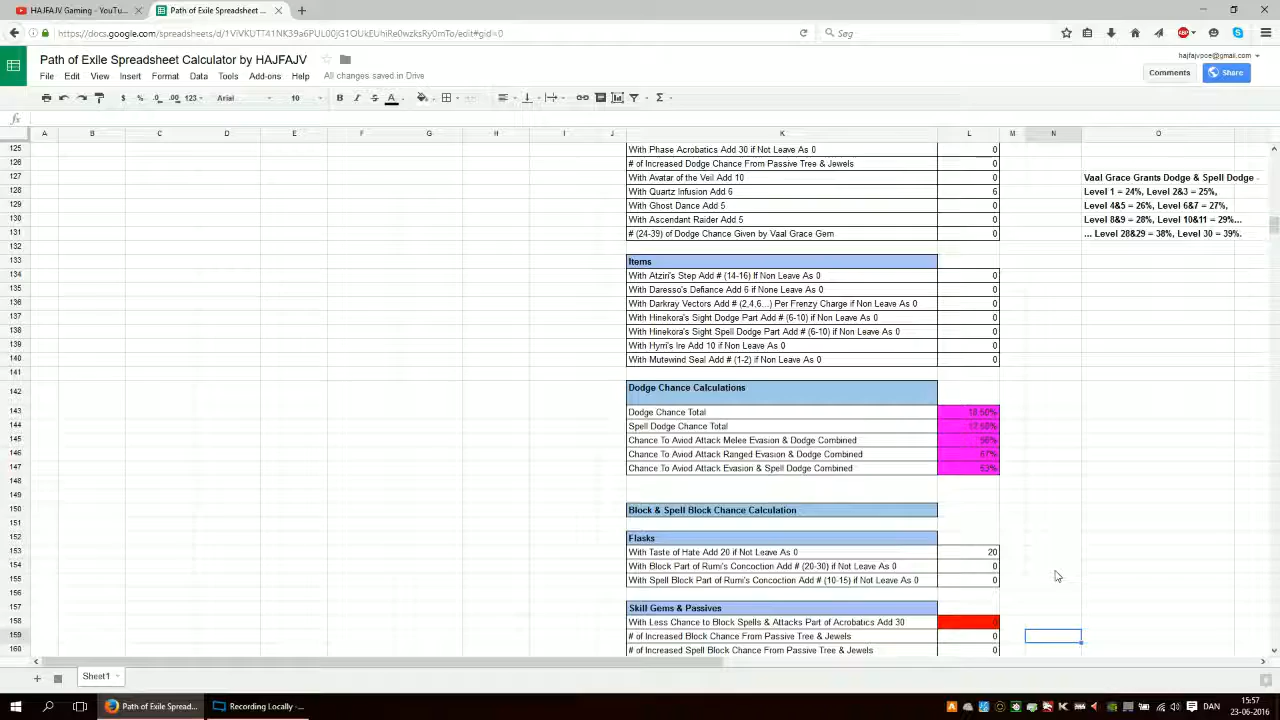 HAJFAJV Gaming - YouTu...
Path of Exile Spreadshee...
https://docs.google.com/spreadsheets/d/
Søg
hajfajvpoe@gmail.com
Path of Exile Spreadsheet Calculator by HAJFAJV
File Edit View Insert Format Data Tools Add-ons Help All changes saved in Drive
Comments
Share
$ % .0 .00 123 Arial 10 B I S A Σ
fx
A B C D E F G H I J K L M N O
125 With Phase Acrobatics Add 30 if Not Leave As 0 0
126 # of Increased Dodge Chance From Passive Tree & Jewels 0
127 With Avatar of the Veil Add 10 0 Vaal Grace Grants Dodge & Spell Dodge
128 With Quartz Infusion Add 6 6 Level 1 = 24%, Level 2&3 = 25%,
129 With Ghost Dance Add 5 0 Level 4&5 = 26%, Level 6&7 = 27%,
130 With Ascendant Raider Add 5 0 Level 8&9 = 28%, Level 10&11 = 29%...
131 # (24-39) of Dodge Chance Given by Vaal Grace Gem 0 ... Level 28&29 = 38%, Level 30 = 39%.
133 Items
134 With Atziri's Step Add # (14-16) If Non Leave As 0 0
135 With Daresso's Defiance Add 6 if None Leave As 0 0
136 With Darkray Vectors Add # (2,4,6...) Per Frenzy Charge if Non Leave As 0 0
137 With Hinekora's Sight Dodge Part Add # (6-10) if Non Leave As 0 0
138 With Hinekora's Sight Spell Dodge Part Add # (6-10) if Non Leave As 0 0
139 With Hyrri's Ire Add 10 if Non Leave As 0 0
140 With Mutewind Seal Add # (1-2) if Non Leave As 0 0
141
142 Dodge Chance Calculations
143 Dodge Chance Total 18.50%
144 Spell Dodge Chance Total
145 Chance To Aviod Attack Melee Evasion & Dodge Combined 56%
146 Chance To Aviod Attack Ranged Evasion & Dodge Combined 67%
147 Chance To Aviod Attack Evasion & Spell Dodge Combined 53%
148
149
150 Block & Spell Block Chance Calculation
151
152 Flasks
153 With Taste of Hate Add 20 if Not Leave As 0 20
154 With Block Part of Rumi's Concoction Add # (20-30) if Not Leave As 0 0
155 With Spell Block Part of Rumi's Concoction Add # (10-15) if Not Leave As 0 0
156
157 Skill Gems & Passives
158 With Less Chance to Block Spells & Attacks Part of Acrobatics Add 30 0
159 # of Increased Block Chance From Passive Tree & Jewels 0
160 # of Increased Spell Block Chance From Passive Tree & Jewels 0
Sheet1
Path of Exile Spread...
Recording Locally -...
DAN
15:57
23-06-2016